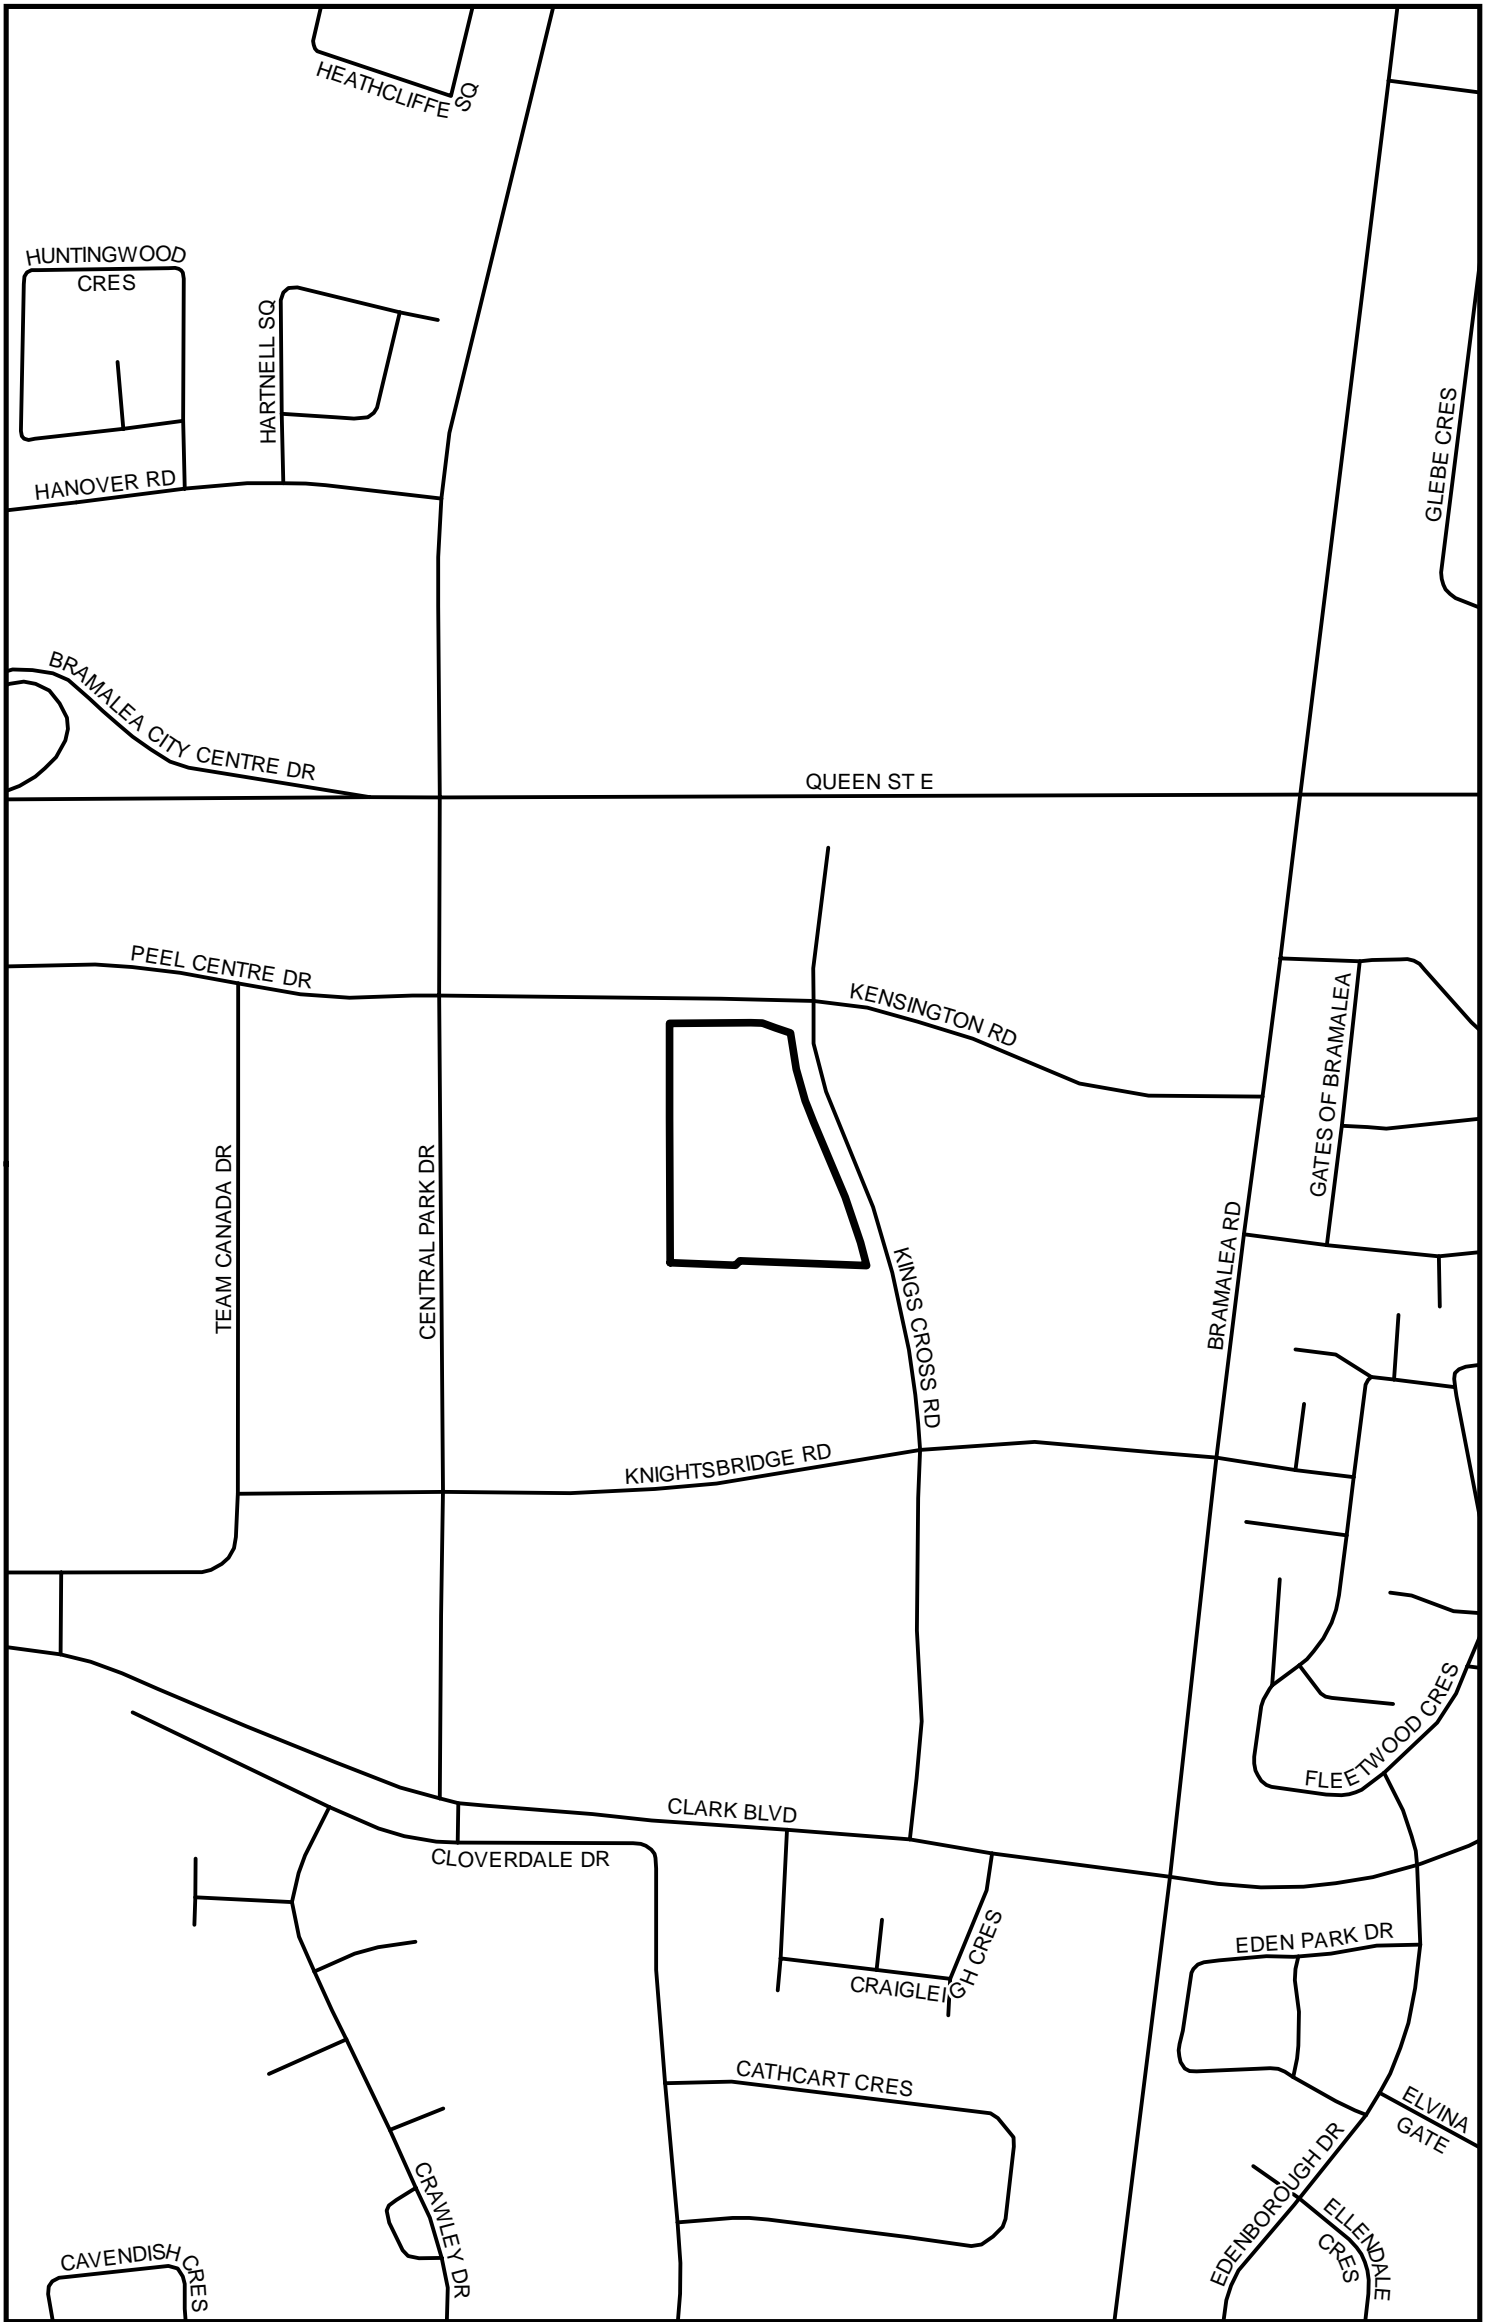 HEATHCLIFFE SQ
HUNTINGWOOD
CRES
HARTNELL SQ
HANOVER RD
GLEBE CRES
BRAMALEA CITY CENTRE DR
QUEEN ST E
PEEL CENTRE DR
KENSINGTON RD
GATES OF BRAMALEA
TEAM CANADA DR
CENTRAL PARK DR
BRAMALEA RD
KINGS CROSS RD
KNIGHTSBRIDGE RD
FLEETWOOD CRES
CLARK BLVD
CLOVERDALE DR
CRAIGLEIGH CRES
EDEN PARK DR
CATHCART CRES
ELVINA
GATE
EDENBOROUGH DR
CRAWLEY DR
ELLENDALE
CRES
CAVENDISH CRES